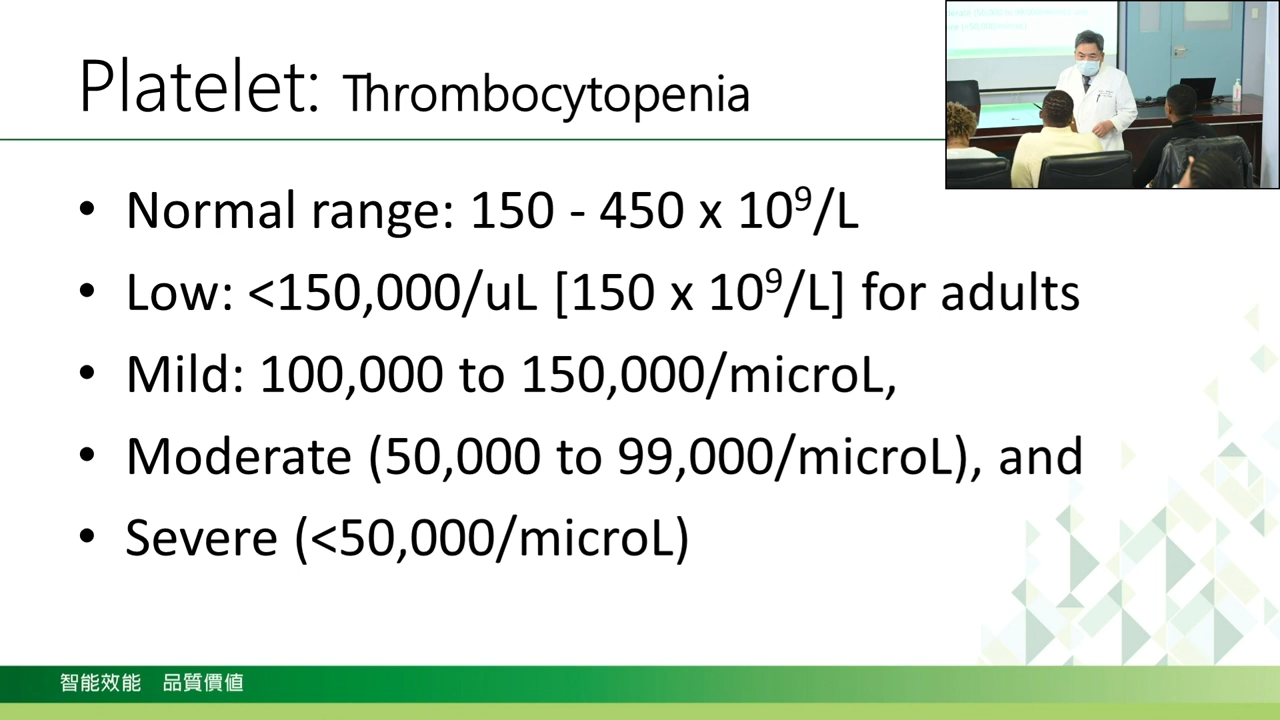 Platelet: Thrombocytopenia
• Normal range: 150 - 450 x 10⁹/L
• Low: <150,000/uL [150 x 10⁹/L] for adults
• Mild: 100,000 to 150,000/microL,
• Moderate (50,000 to 99,000/microL), and
• Severe (<50,000/microL)
智能效能 品質價值